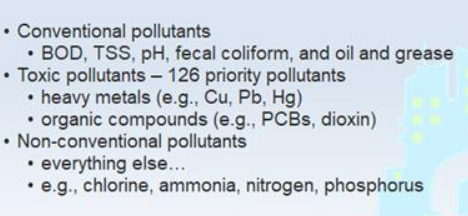 • Conventional pollutants
• BOD, TSS, pH, fecal coliform, and oil and grease
• Toxic pollutants – 126 priority pollutants
• heavy metals (e.g., Cu, Pb, Hg)
• organic compounds (e.g., PCBs, dioxin)
• Non-conventional pollutants
• everything else…
• e.g., chlorine, ammonia, nitrogen, phosphorus